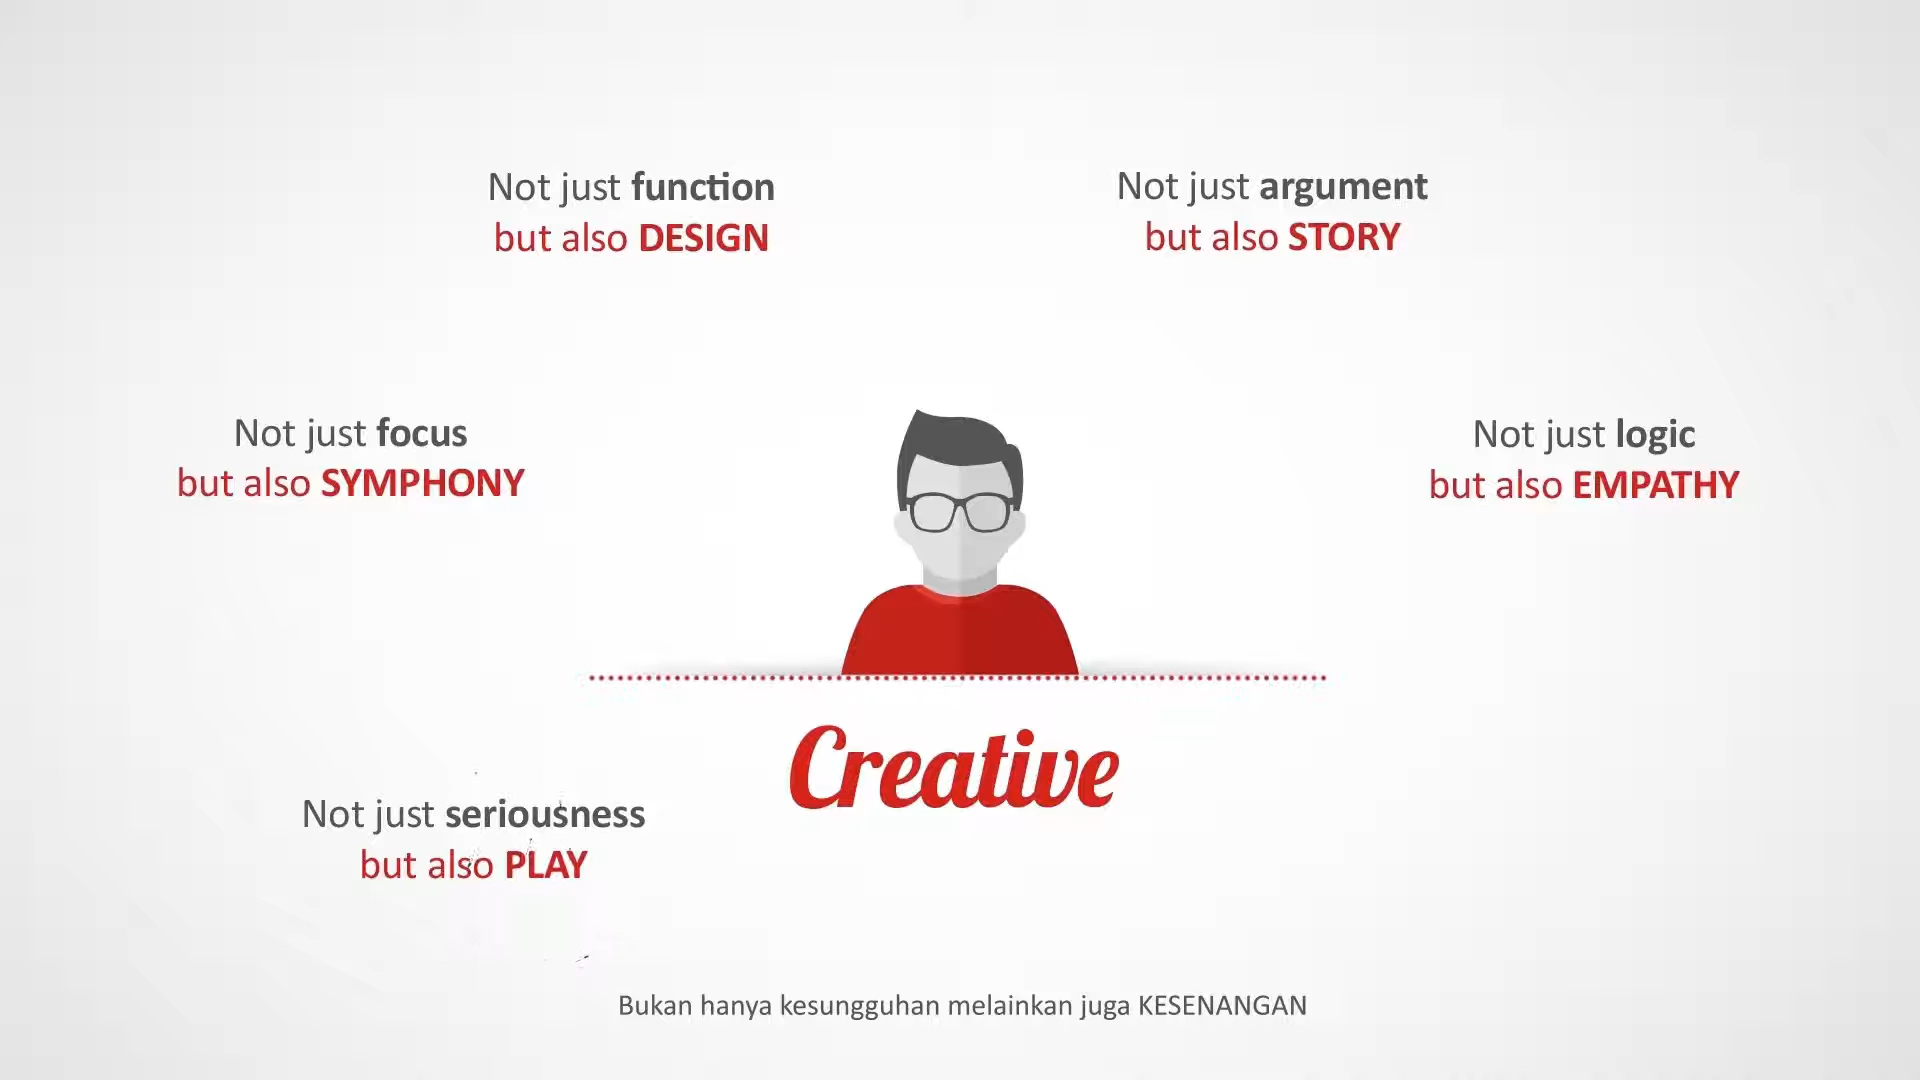 Not just function
but also DESIGN
Not just argument
but also STORY
Not just focus
but also SYMPHONY
Not just logic
but also EMPATHY
Creative
Not just seriousness
but also PLAY
Bukan hanya kesungguhan melainkan juga KESENANGAN